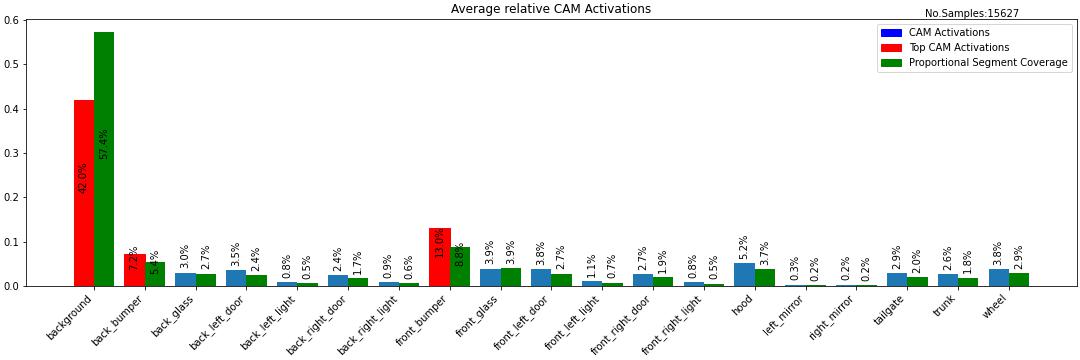 Average relative CAM Activations
No.Samples:15627
CAM Activations
Top CAM Activations
Proportional Segment Coverage
0.6
0.5
0.4
0.3
0.2
0.1
0.0
42.0%
57.4%
7.2%
5.4%
3.0%
2.7%
3.5%
2.4%
0.8%
0.5%
2.4%
1.7%
0.9%
0.6%
13.0%
8.8%
3.9%
3.9%
3.8%
2.7%
1.1%
0.7%
2.7%
1.9%
0.8%
0.5%
5.2%
3.7%
0.3%
0.2%
0.2%
0.2%
2.9%
2.0%
2.6%
1.8%
3.8%
2.9%
background
back_bumper
back_glass
back_left_door
back_left_light
back_right_door
back_right_light
front_bumper
front_glass
front_left_door
front_left_light
front_right_door
front_right_light
hood
left_mirror
right_mirror
tailgate
trunk
wheel